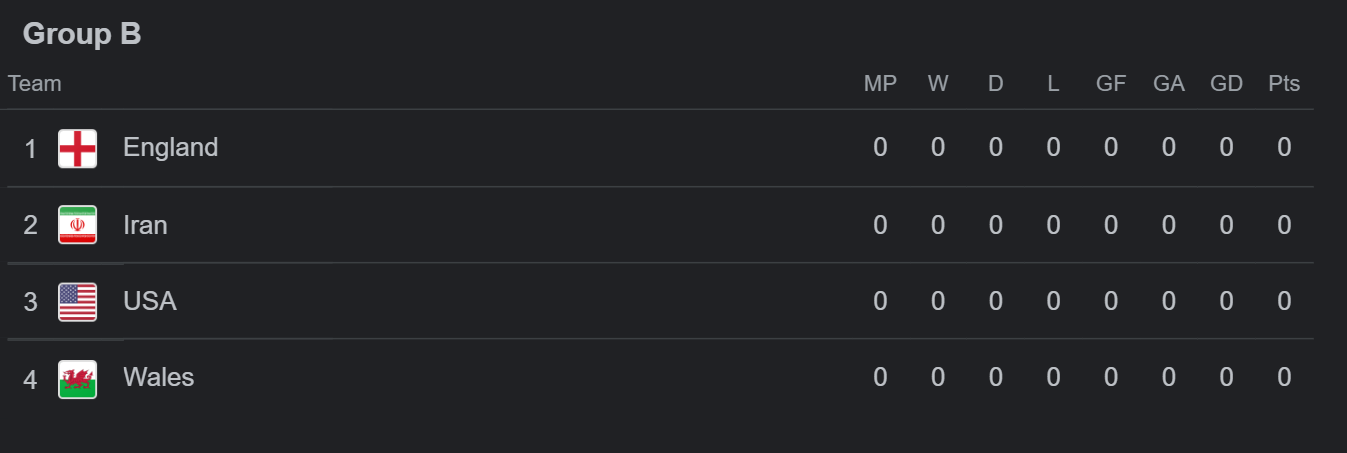 Group B
Team MP W D L GF GA GD Pts
1 England 0 0 0 0 0 0 0 0
2 Iran 0 0 0 0 0 0 0 0
3 USA 0 0 0 0 0 0 0 0
4 Wales 0 0 0 0 0 0 0 0